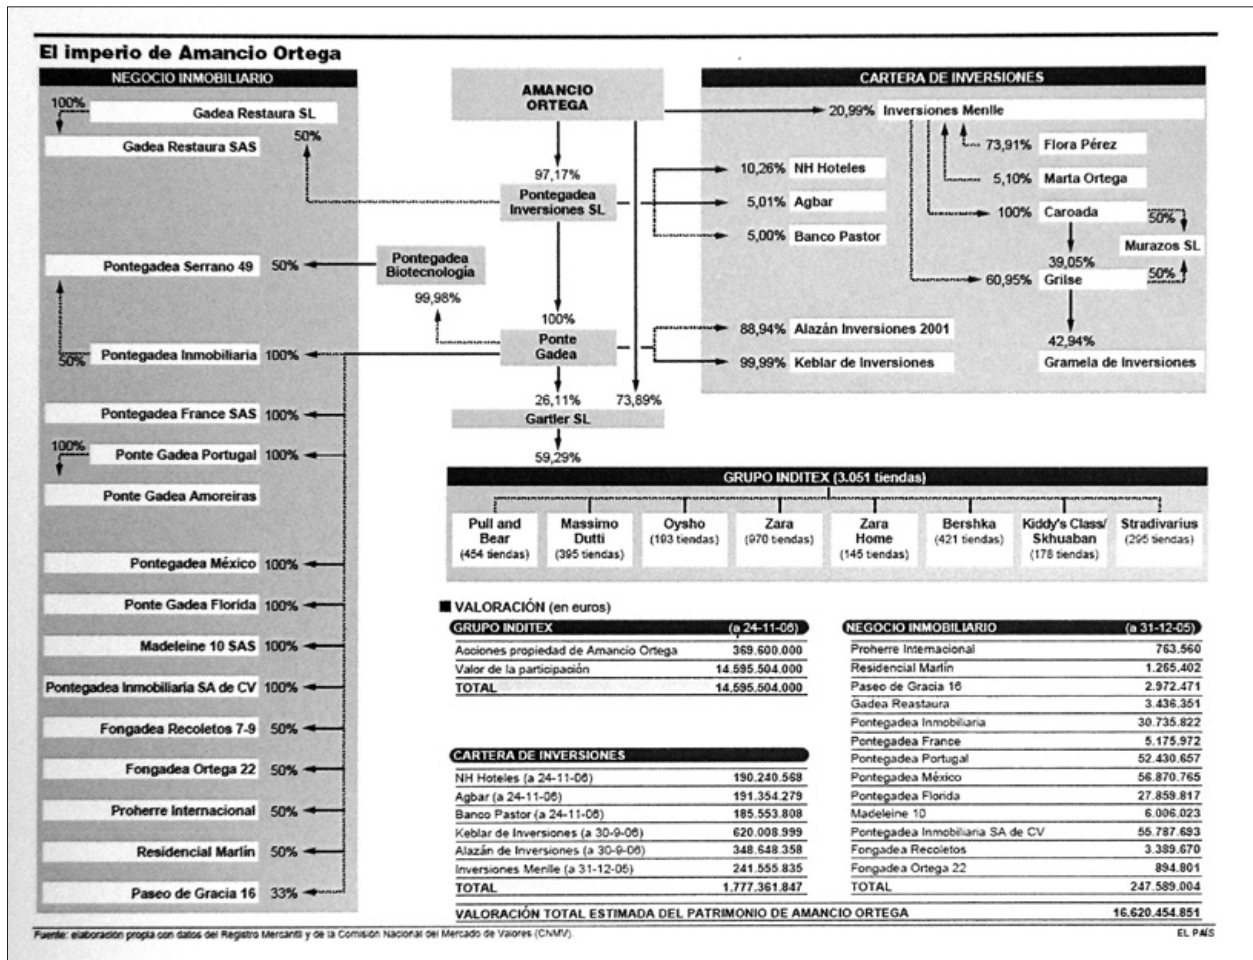 El imperio de Amancio Ortega
NEGOCIO INMOBILIARIO
100%
Gadea Restaura SL
50%
Gadea Restaura SAS
Pontegadea Serrano 49 50%
50%
Pontegadea Inmobiliaria 100%
Pontegadea France SAS 100%
100%
Ponte Gadea Portugal 100%
Ponte Gadea Amoreiras
Pontegadea México 100%
Ponte Gadea Florida 100%
Madeleine 10 SAS 100%
Pontegadea Inmobiliaria SA de CV 100%
Fongadea Recoletos 7-9 50%
Fongadea Ortega 22 50%
Proherre Internacional 50%
Residencial Marlín 50%
Paseo de Gracia 16 33%
AMANCIO
ORTEGA
97,17%
Pontegadea
Inversiones SL
Pontegadea
Biotecnología
99,98%
100%
Ponte
Gadea
26,11% 73,89%
Gartler SL
59,29%
CARTERA DE INVERSIONES
20,99% Inversiones Menlle
73,91% Flora Pérez
5,10% Marta Ortega
100% Caroada 50%
Murazos SL
39,05%
60,95% Grilse 50%
42,94%
Gramela de Inversiones
10,26% NH Hoteles
5,01% Agbar
5,00% Banco Pastor
88,94% Alazán Inversiones 2001
99,99% Keblar de Inversiones
GRUPO INDITEX (3.051 tiendas)
Pull and
Bear
(454 tiendas)
Massimo
Dutti
(395 tiendas)
Oysho
(193 tiendas)
Zara
(970 tiendas)
Zara
Home
(145 tiendas)
Bershka
(421 tiendas)
Kiddy's Class/
Skhuaban
(178 tiendas)
Stradivarius
(295 tiendas)
VALORACIÓN (en euros)
GRUPO INDITEX (a 24-11-06)
Acciones propiedad de Amancio Ortega 369.600.000
Valor de la participación 14.595.504.000
TOTAL 14.595.504.000
CARTERA DE INVERSIONES
NH Hoteles (a 24-11-06) 190.240.568
Agbar (a 24-11-06) 191.354.279
Banco Pastor (a 24-11-06) 185.553.808
Keblar de Inversiones (a 30-9-06) 620.008.999
Alazán de Inversiones (a 30-9-06) 348.648.358
Inversiones Menlle (a 31-12-05) 241.555.835
TOTAL 1.777.361.847
NEGOCIO INMOBILIARIO (a 31-12-05)
Proherre Internacional 763.560
Residencial Marlín 1.265.402
Paseo de Gracia 16 2.972.471
Gadea Reastaura 3.436.351
Pontegadea Inmobiliaria 30.735.822
Pontegadea France 5.175.972
Pontegadea Portugal 52.430.657
Pontegadea México 56.870.765
Pontegadea Florida 27.859.817
Madeleine 10 6.006.023
Pontegadea Inmobiliaria SA de CV 55.787.693
Fongadea Recoletos 3.389.670
Fongadea Ortega 22 894.801
TOTAL 247.589.004
VALORACIÓN TOTAL ESTIMADA DEL PATRIMONIO DE AMANCIO ORTEGA 16.620.454.851
Fuente: elaboración propia con datos del Registro Mercantil y de la Comisión Nacional del Mercado de Valores (CNMV).
EL PAÍS